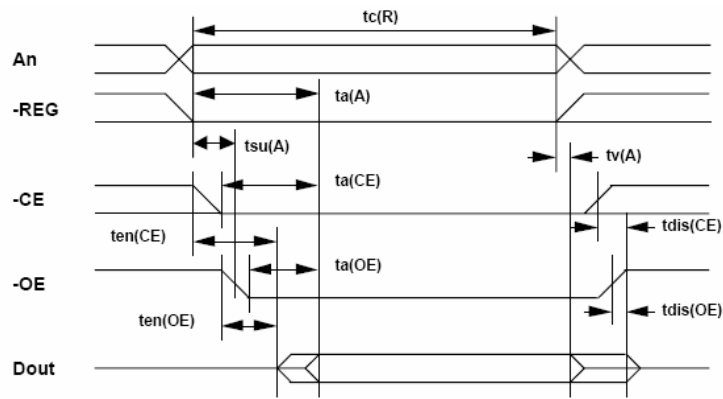 tc(R)
An
ta(A)
-REG
tsu(A)
tv(A)
ta(CE)
-CE
tdis(CE)
ten(CE)
ta(OE)
-OE
tdis(OE)
ten(OE)
Dout